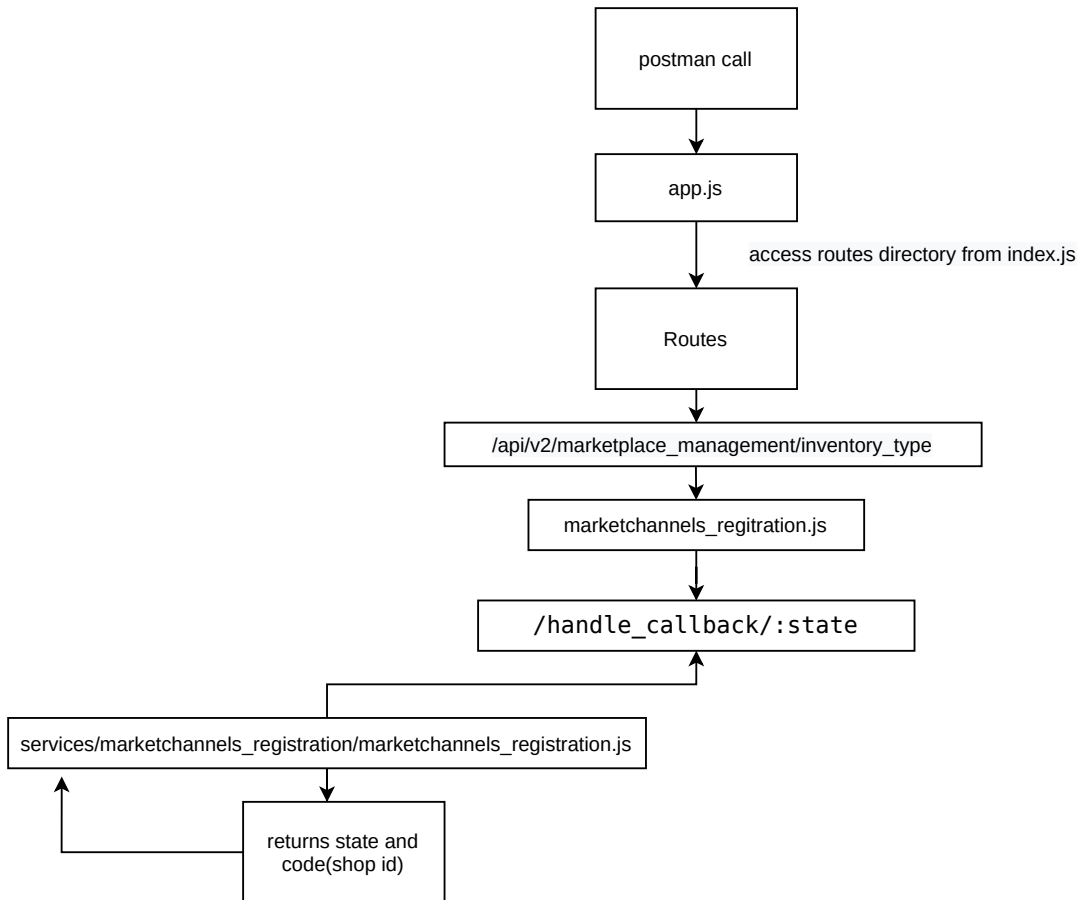 postman call
app.js
access routes directory from index.js
Routes
/api/v2/marketplace_management/inventory_type
marketchannels_regitration.js
/handle_callback/:state
services/marketchannels_registration/marketchannels_registration.js
returns state and
code(shop id)